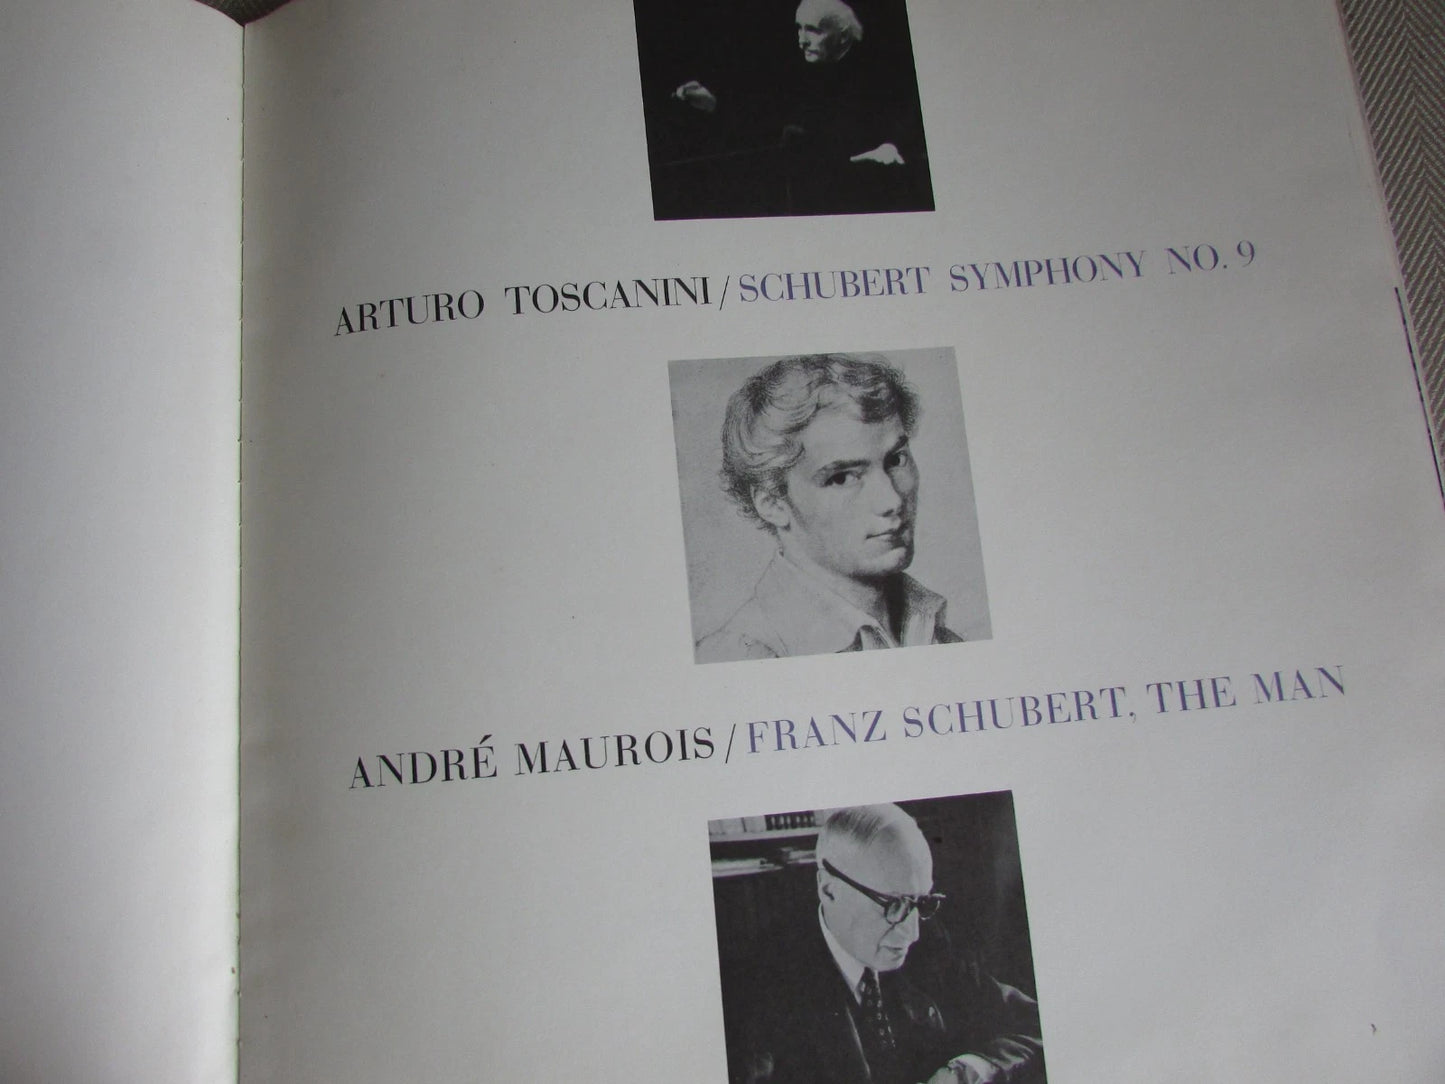 ARTURO TOSCANINI/SCHUBERT SYMPHONY NO. 9
ANDRÉ MAUROIS/FRANZ SCHUBERT, THE MAN